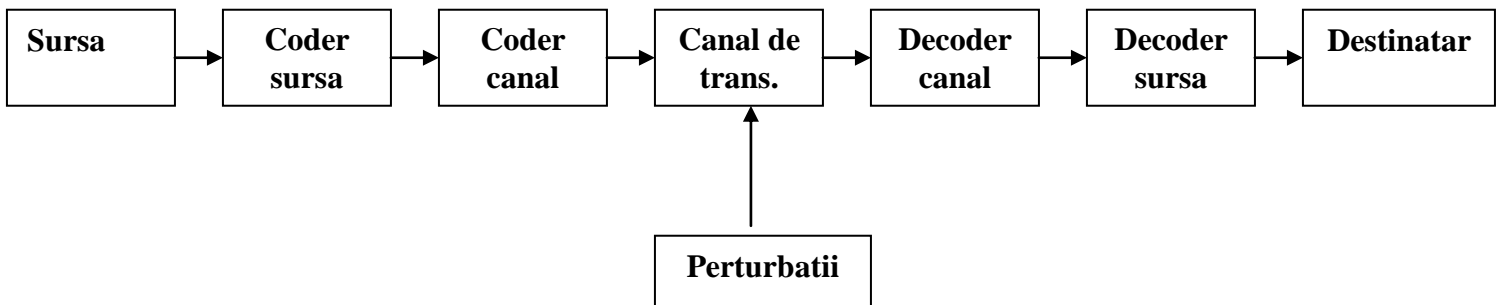 Sursa
Coder
sursa
Coder
canal
Canal de
trans.
Decoder
canal
Decoder
sursa
Destinatar
Perturbatii